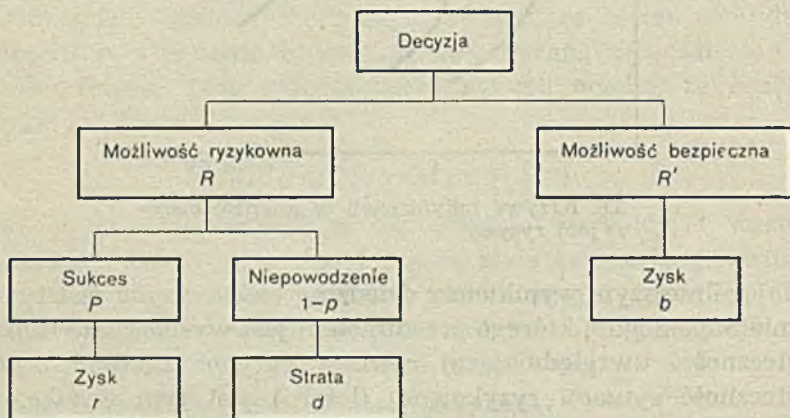 Decyzja
Możliwość ryzykowna
R
Możliwość bezpieczna
R'
Sukces
P
Niepowodzenie
1-p
Zysk
b
Zysk
r
Strata
d